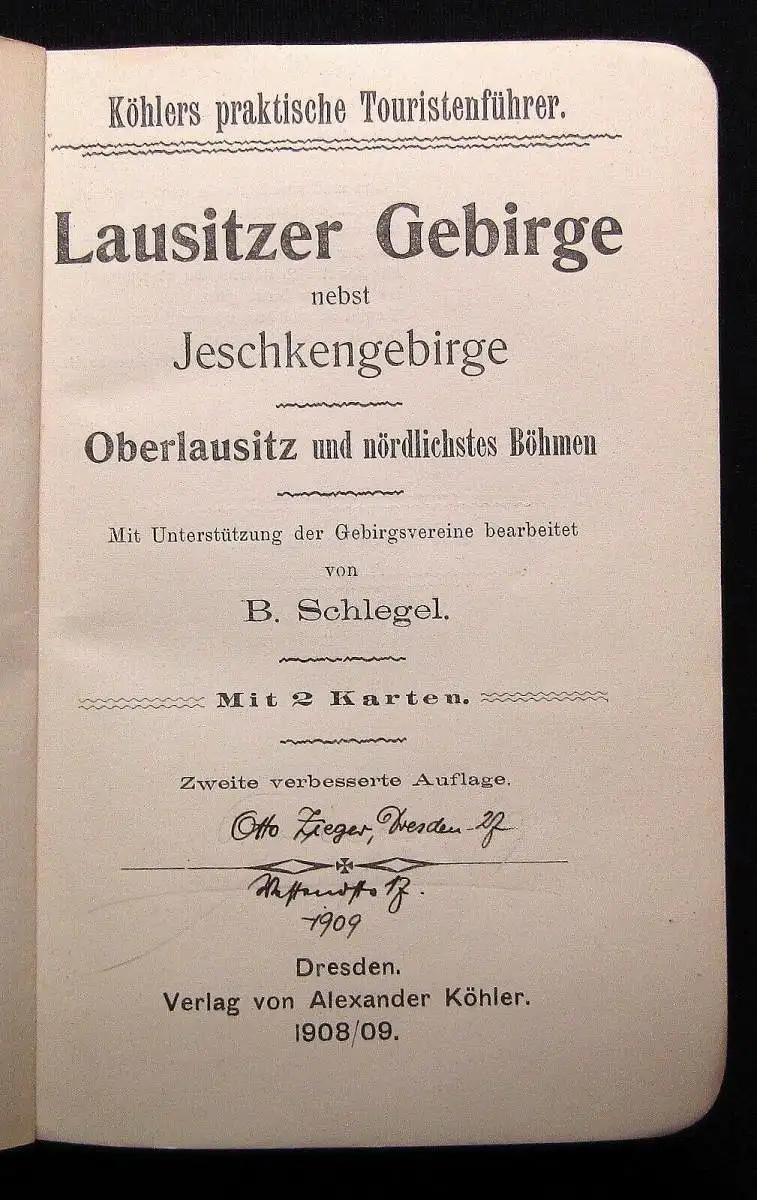 Köhlers praktische Touristenführer.
Lausitzer Gebirge
nebst
Jeschkengebirge
Oberlausitz und nördlichstes Böhmen
Mit Unterstützung der Gebirgsvereine bearbeitet
von
B. Schlegel.
Mit 2 Karten.
Zweite verbesserte Auflage.
Otto Zieger, Dresden-27
1909
Dresden.
Verlag von Alexander Köhler.
1908/09.